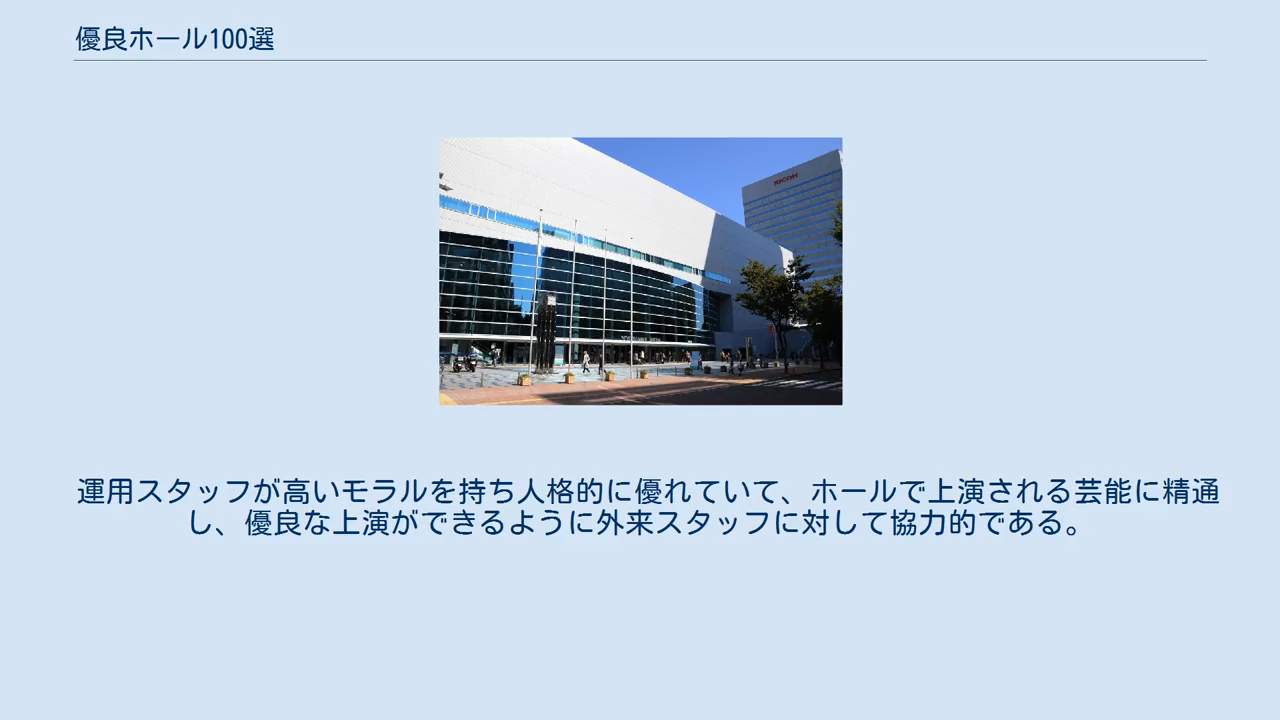 優良ホール100選
RICOH
運用スタッフが高いモラルを持ち人格的に優れていて、ホールで上演される芸能に精通
し、優良な上演ができるように外来スタッフに対して協力的である。